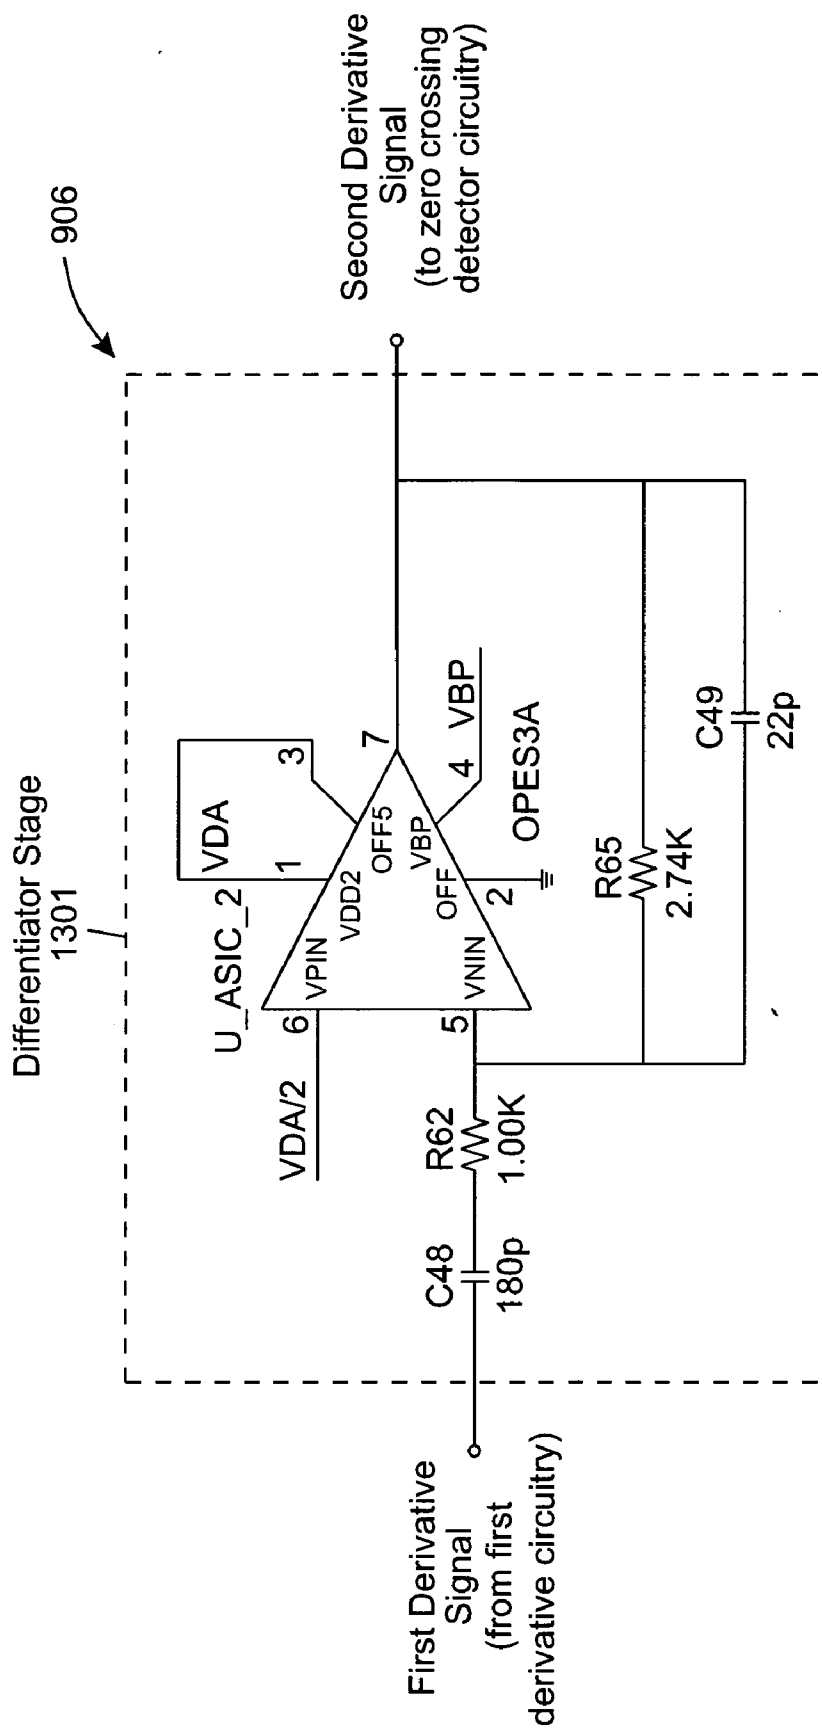 Differentiator Stage
1301
906
First Derivative
Signal
(from first
derivative circuitry)
C48
180p
R62
1.00K
VDA/2
U_ASIC_2
6
VPIN
5
VNIN
VDA
1
VDD2
3
OFF5
7
VBP
4
VBP
OFF
2
OPES3A
R65
2.74K
C49
22p
Second Derivative
Signal
(to zero crossing
detector circuitry)